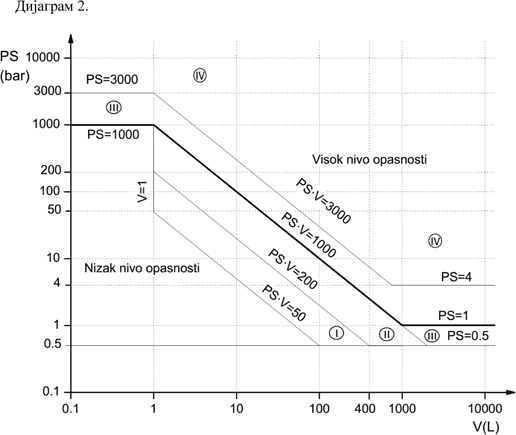 Дијаграм 2.
PS
(bar)
10000
3000
1000
200
100
50
10
4
1
0.5
0.1
PS=3000
III
PS=1000
IV
Visok nivo opasnosti
V=1
PS·V=3000
PS·V=1000
PS·V=200
PS·V=50
Nizak nivo opasnosti
IV
PS=4
PS=1
I
II
III
PS=0.5
0.1
1
10
100
400
1000
10000
V(L)